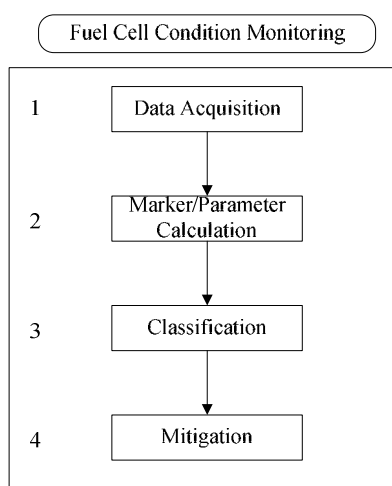 Fuel Cell Condition Monitoring
1
Data Acquisition
2
Marker/Parameter
Calculation
3
Classification
4
Mitigation